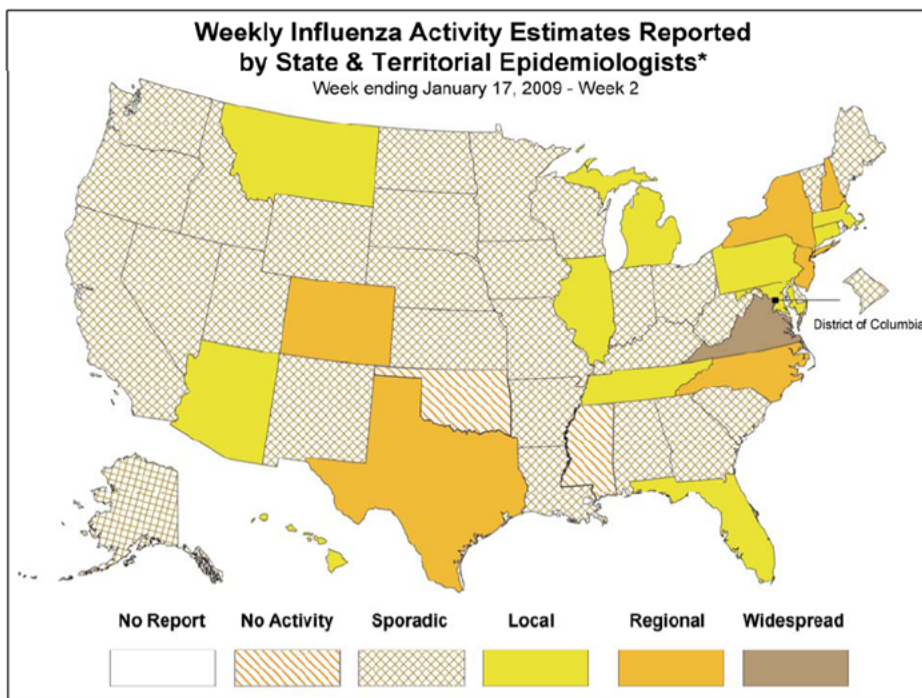 Weekly Influenza Activity Estimates Reported
by State & Territorial Epidemiologists*
Week ending January 17, 2009 - Week 2
District of Columbia
No Report No Activity Sporadic Local Regional Widespread